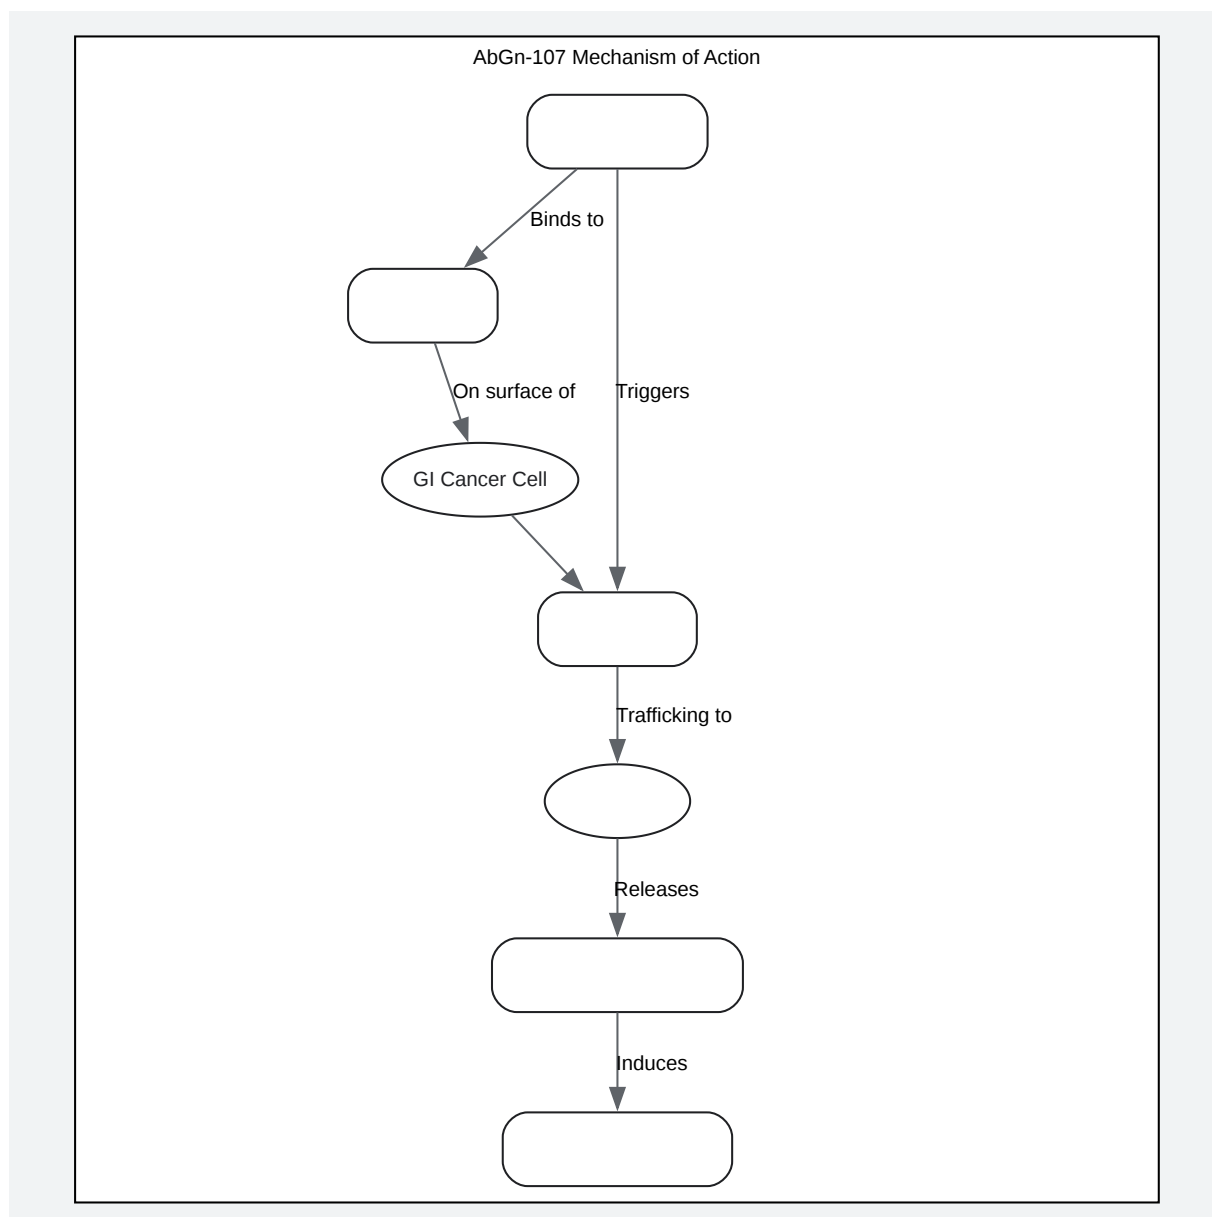 AbGn-107 Mechanism of Action
Binds to
On surface of
Triggers
GI Cancer Cell
Trafficking to
Releases
Induces